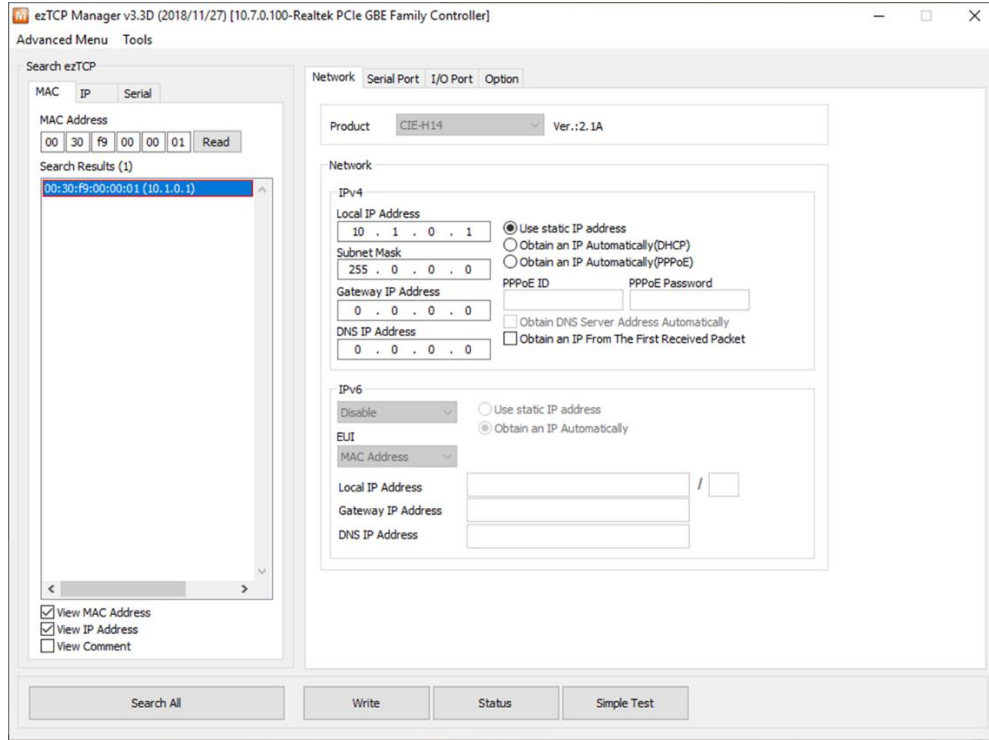 ezTCP Manager v3.3D (2018/11/27) [10.7.0.100-Realtek PCIe GBE Family Controller]
Advanced Menu Tools
Search ezTCP
MAC IP Serial
MAC Address
00 30 f9 00 00 01 Read
Search Results (1)
00:30:f9:00:00:01 (10.1.0.1)
View MAC Address
View IP Address
View Comment
Network Serial Port I/O Port Option
Product CIE-H14 Ver.:2.1A
Network
IPv4
Local IP Address
10 . 1 . 0 . 1
Subnet Mask
255 . 0 . 0 . 0
Gateway IP Address
0 . 0 . 0 . 0
DNS IP Address
0 . 0 . 0 . 0
Use static IP address
Obtain an IP Automatically(DHCP)
Obtain an IP Automatically(PPPoE)
PPPoE ID PPPoE Password
Obtain DNS Server Address Automatically
Obtain an IP From The First Received Packet
IPv6
Disable
Use static IP address
Obtain an IP Automatically
EUI
MAC Address
Local IP Address /
Gateway IP Address
DNS IP Address
Search All Write Status Simple Test